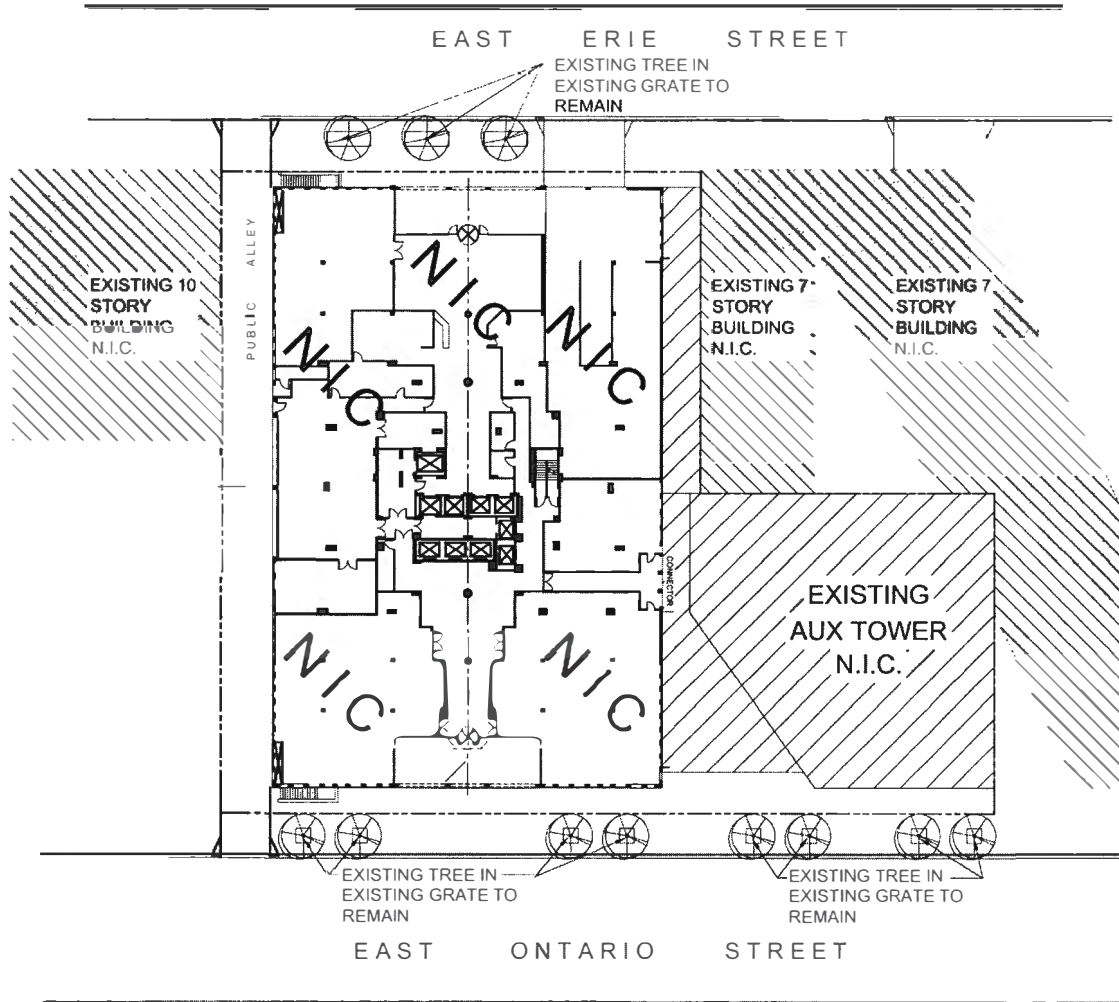 EAST ERIE STREET
EXISTING TREE IN
EXISTING GRATE TO
REMAIN
PUBLIC ALLEY
EXISTING 10
STORY
BUILDING
N.I.C.
NIC
NIC
NIC
EXISTING 7
STORY
BUILDING
N.I.C.
EXISTING 7
STORY
BUILDING
N.I.C.
CONNECTOR
EXISTING
AUX TOWER
N.I.C.
NIC
NIC
EXISTING TREE IN
EXISTING GRATE TO
REMAIN
EXISTING TREE IN
EXISTING GRATE TO
REMAIN
EAST ONTARIO STREET